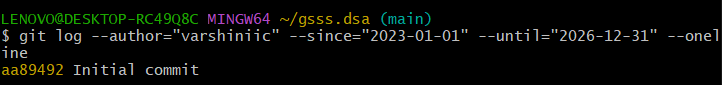 LENOVO@DESKTOP-RC49Q8C MINGW64 ~/gsss.dsa (main)
$ git log --author="varshiniic" --since="2023-01-01" --until="2026-12-31" --onel
ine
aa89492 Initial commit